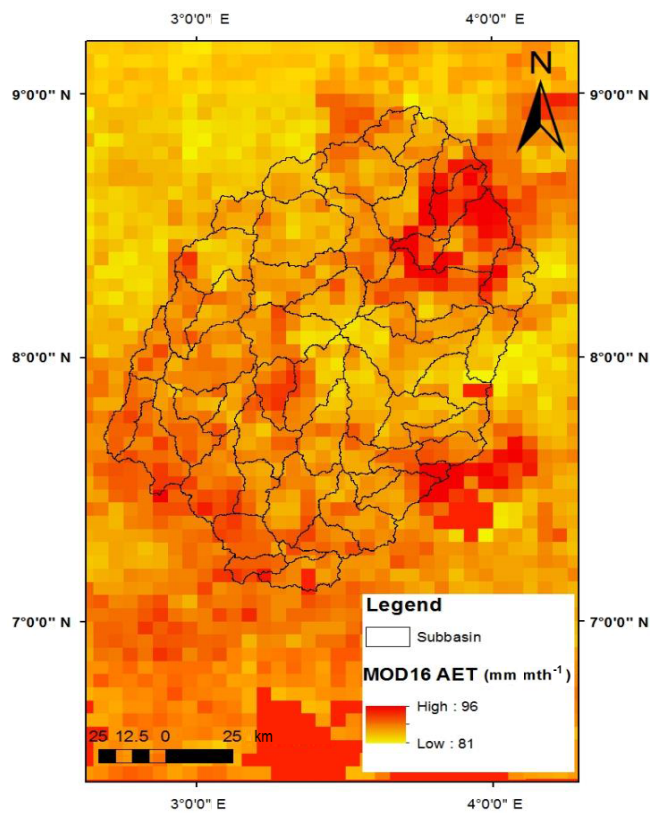 3°0'0" E 4°0'0" E
9°0'0" N 9°0'0" N
N
8°0'0" N 8°0'0" N
7°0'0" N 7°0'0" N
Legend
Subbasin
MOD16 AET (mm mth⁻¹)
High : 96
Low : 81
25 12.5 0 25 km
3°0'0" E 4°0'0" E